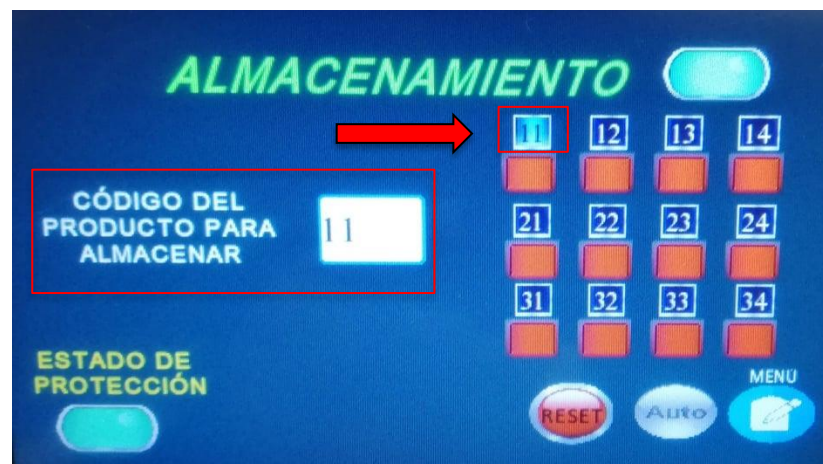 ALMACENAMIENTO
11 12 13 14
CÓDIGO DEL
PRODUCTO PARA
ALMACENAR
11
21 22 23 24
31 32 33 34
ESTADO DE
PROTECCIÓN
RESET
Auto
MENÚ